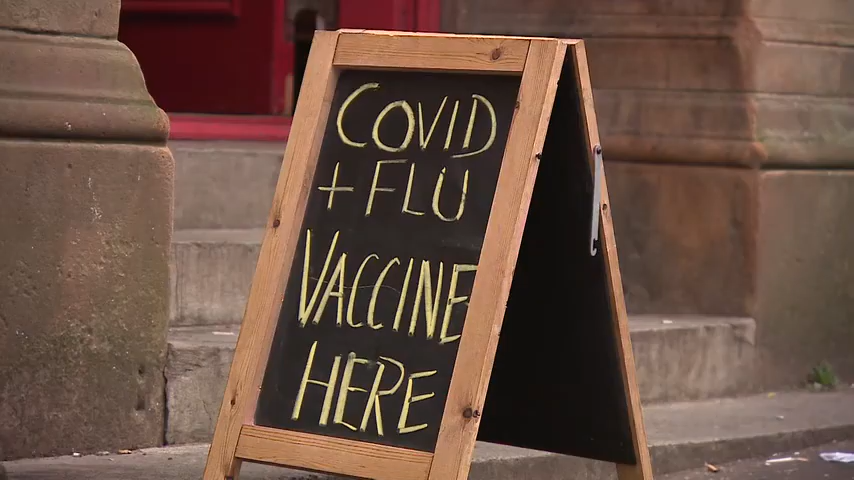 COVID
+ FLU
VACCINE
HERE